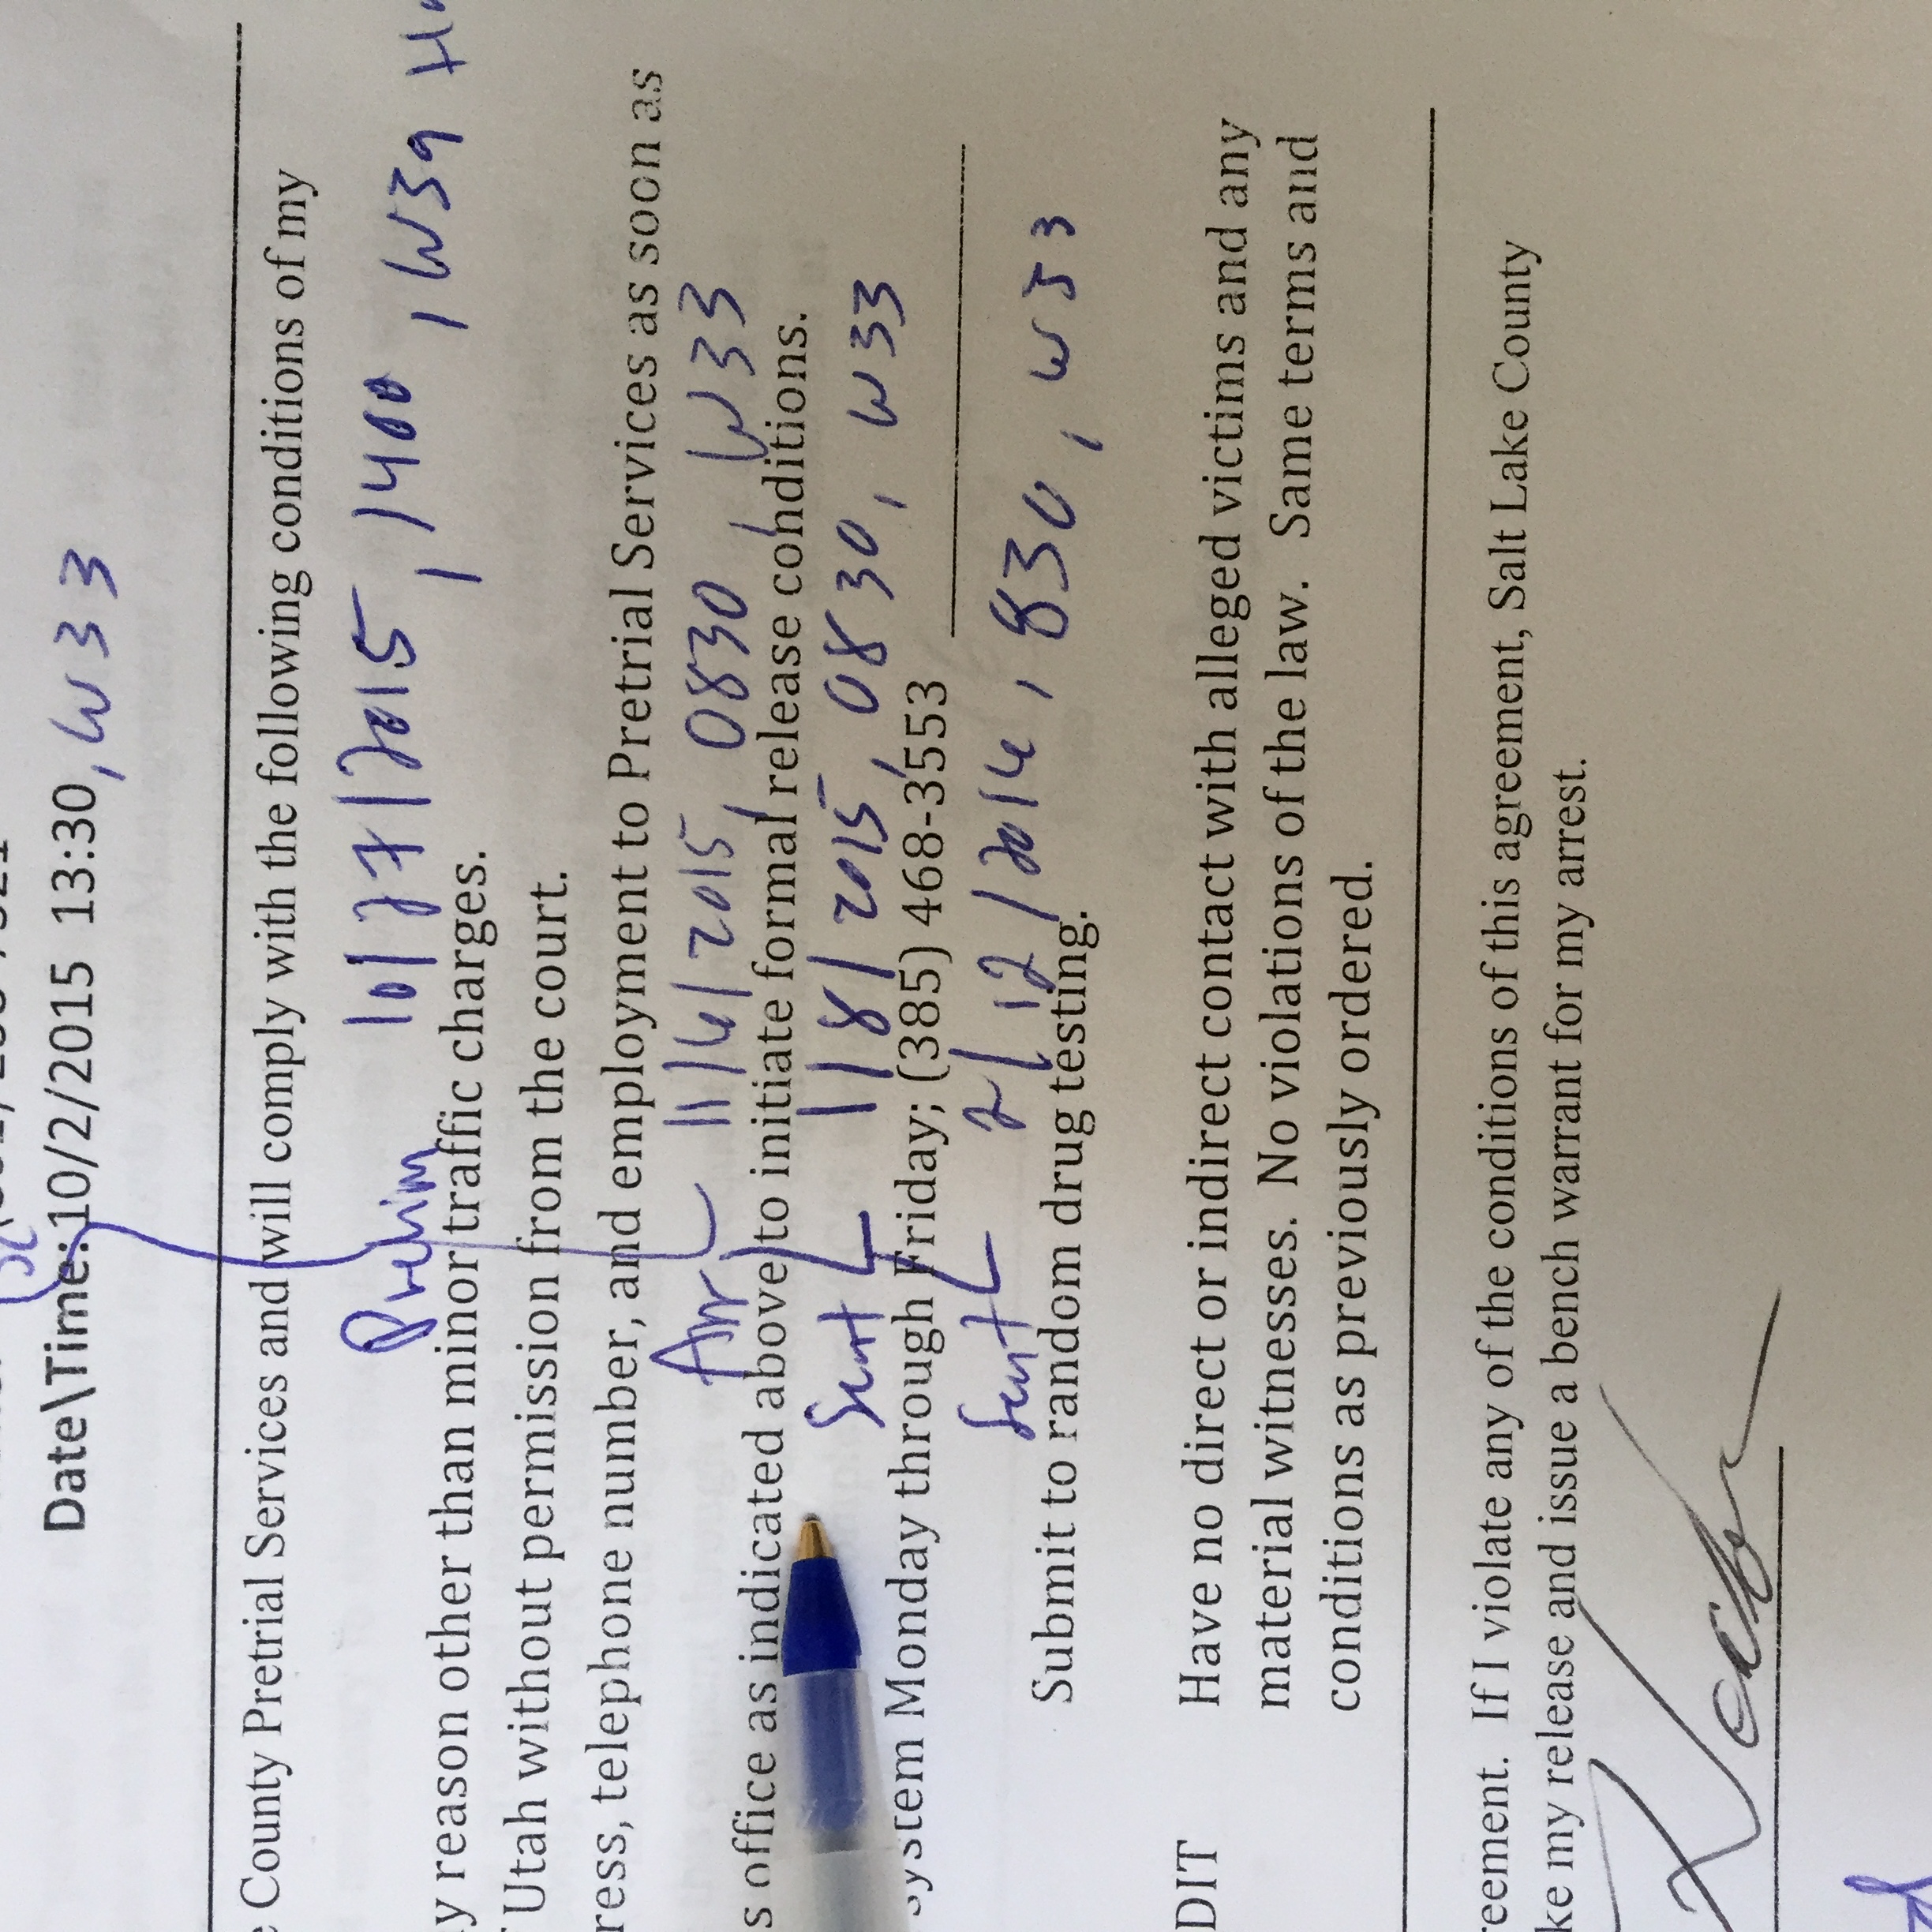 Date\Time: 10/2/2015 13:30, W33
County Pretrial Services and will comply with the following conditions of my
Prelim 10/27/2015, 1400, W39
reason other than minor traffic charges.
Utah without permission from the court.
ress, telephone number, and employment to Pretrial Services as soon as
Arr 11/6/2015, 0830, W33
s office as indicated above to initiate formal release conditions.
Sent 1/8/2015, 0830, W33
system Monday through Friday; (385) 468-3553
Sent 2/12/2016, 830, W33
Submit to random drug testing.
DIT Have no direct or indirect contact with alleged victims and any
material witnesses. No violations of the law. Same terms and
conditions as previously ordered.
reement. If I violate any of the conditions of this agreement, Salt Lake County
ke my release and issue a bench warrant for my arrest.